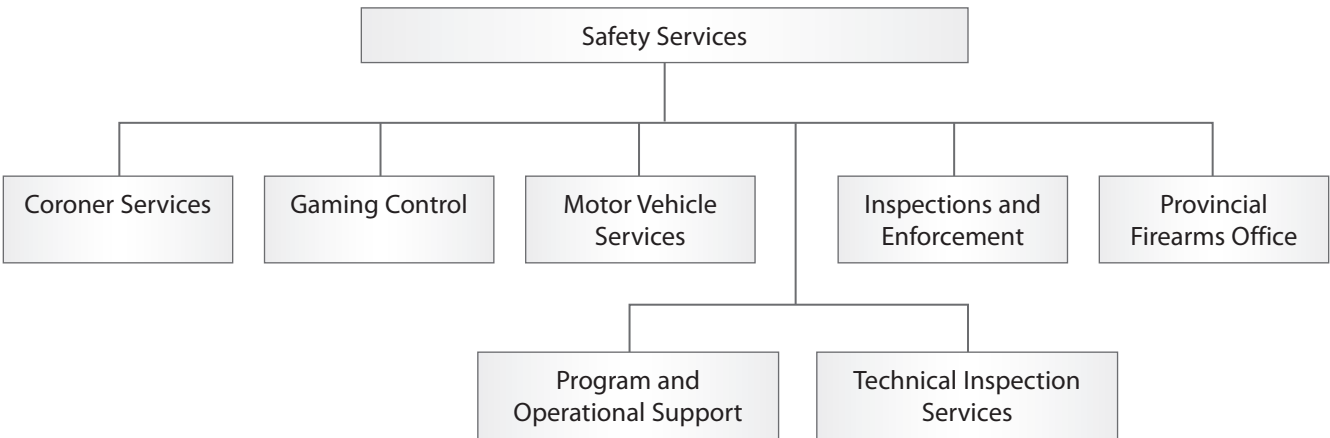 Safety Services
Coroner Services
Gaming Control
Motor Vehicle
Services
Inspections and
Enforcement
Provincial
Firearms Office
Program and
Operational Support
Technical Inspection
Services